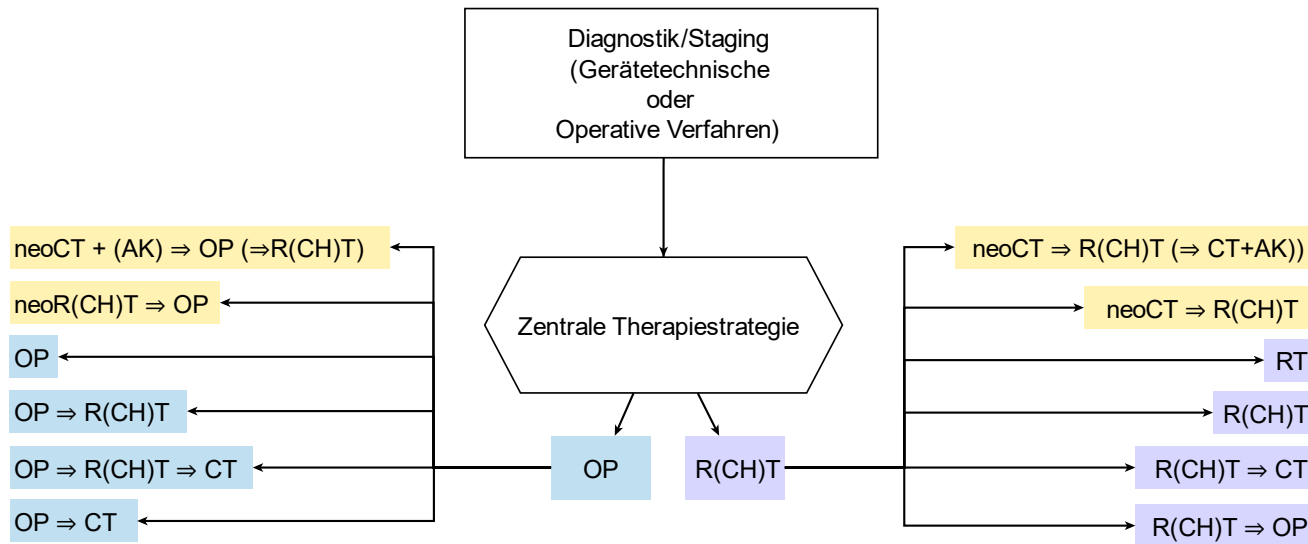 Diagnostik/Staging
(Gerätetechnische
oder
Operative Verfahren)
Zentrale Therapiestrategie
OP
R(CH)T
neoCT + (AK) ⇒ OP (⇒R(CH)T)
neoR(CH)T ⇒ OP
OP
OP ⇒ R(CH)T
OP ⇒ R(CH)T ⇒ CT
OP ⇒ CT
neoCT ⇒ R(CH)T (⇒ CT+AK))
neoCT ⇒ R(CH)T
RT
R(CH)T
R(CH)T ⇒ CT
R(CH)T ⇒ OP